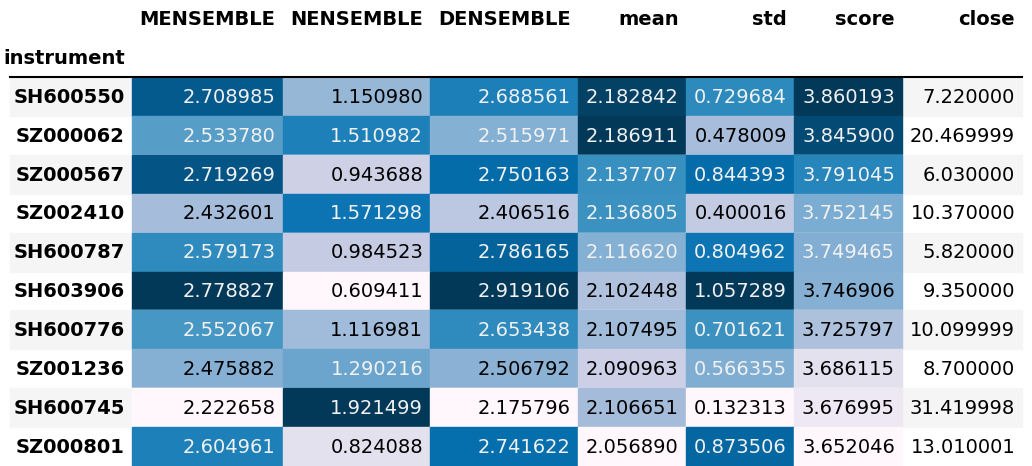 MENSEMBLE NENSEMBLE DENSEMBLE mean std score close
instrument
SH600550 2.708985 1.150980 2.688561 2.182842 0.729684 3.860193 7.220000
SZ000062 2.533780 1.510982 2.515971 2.186911 0.478009 3.845900 20.469999
SZ000567 2.719269 0.943688 2.750163 2.137707 0.844393 3.791045 6.030000
SZ002410 2.432601 1.571298 2.406516 2.136805 0.400016 3.752145 10.370000
SH600787 2.579173 0.984523 2.786165 2.116620 0.804962 3.749465 5.820000
SH603906 2.778827 0.609411 2.919106 2.102448 1.057289 3.746906 9.350000
SH600776 2.552067 1.116981 2.653438 2.107495 0.701621 3.725797 10.099999
SZ001236 2.475882 1.290216 2.506792 2.090963 0.566355 3.686115 8.700000
SH600745 2.222658 1.921499 2.175796 2.106651 0.132313 3.676995 31.419998
SZ000801 2.604961 0.824088 2.741622 2.056890 0.873506 3.652046 13.010001